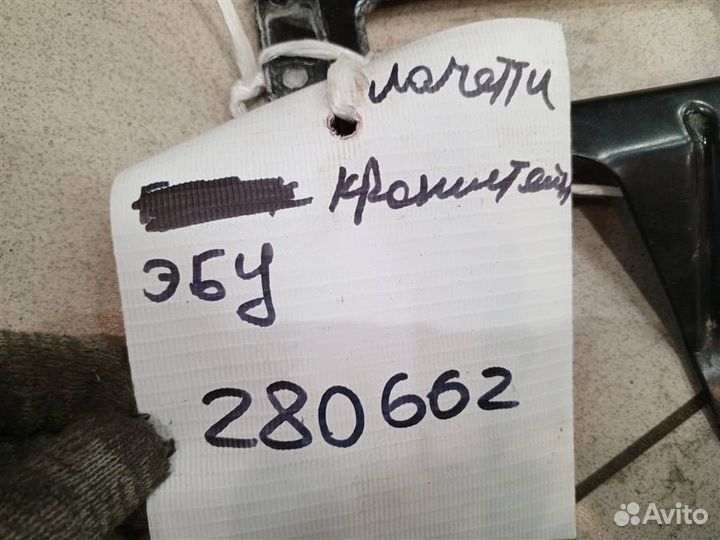 лачетти
кронштейн
ЭБУ
280662
Avito